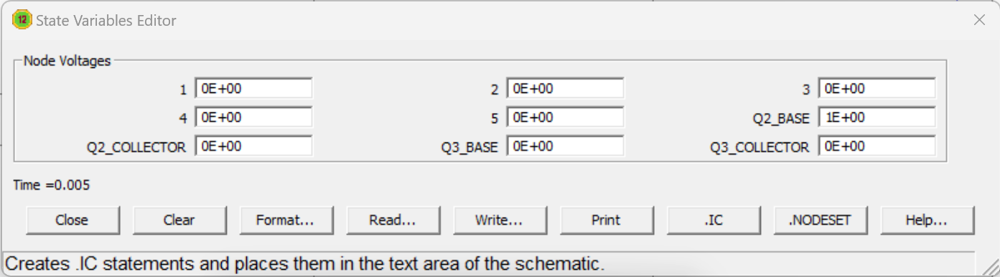 12 State Variables Editor
Node Voltages
1 0E+00 2 0E+00 3 0E+00
4 0E+00 5 0E+00 Q2_BASE 1E+00
Q2_COLLECTOR 0E+00 Q3_BASE 0E+00 Q3_COLLECTOR 0E+00
Time =0.005
Close Clear Format... Read... Write... Print .IC .NODESET Help...
Creates .IC statements and places them in the text area of the schematic.